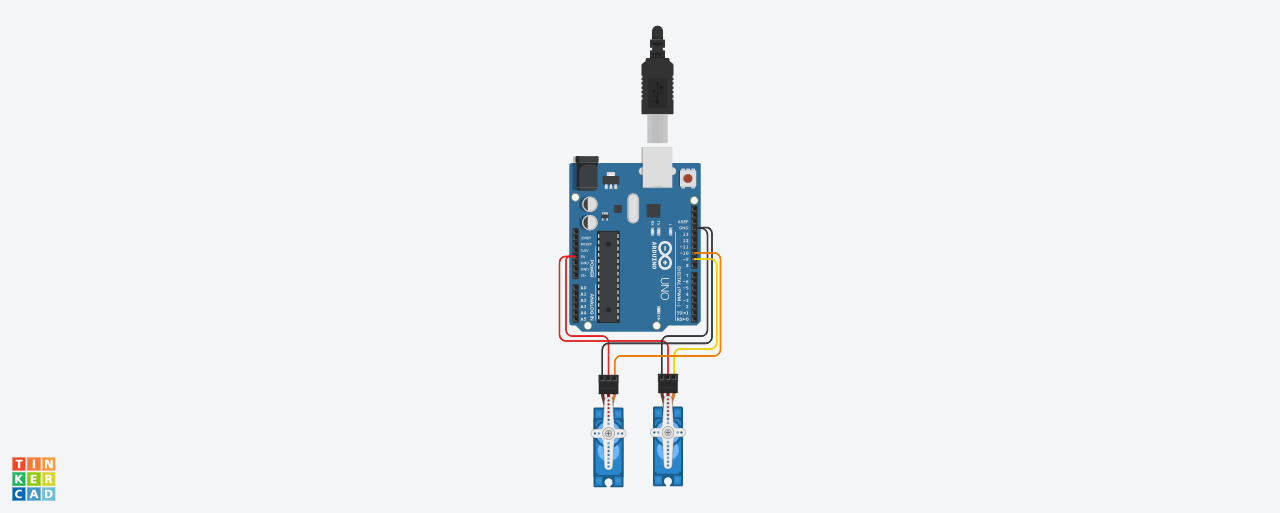 AREF
GND
13
12
~11
~10
~9
8
IOREF
RESET
3.3V
5V
GND
GND
Vin
POWER
ARDUINO
UNO
DIGITAL (PWM~)
7
~6
~5
4
~3
2
TX→1
RX←0
A0
A1
A2
A3
A4
A5
ANALOG IN
TX
RX
L
ON
TIN
KER
CAD